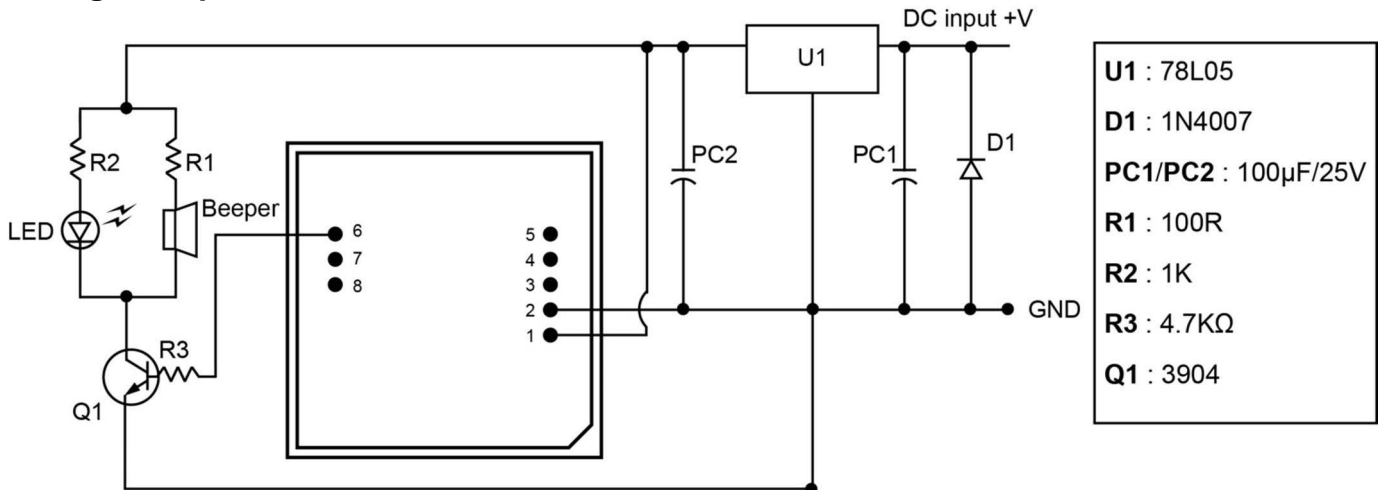 DC input +V
U1
R2
R1
PC2
PC1
D1
LED
Beeper
6
7
8
5
4
3
2
1
GND
R3
Q1
U1 : 78L05
D1 : 1N4007
PC1/PC2 : 100µF/25V
R1 : 100R
R2 : 1K
R3 : 4.7KΩ
Q1 : 3904